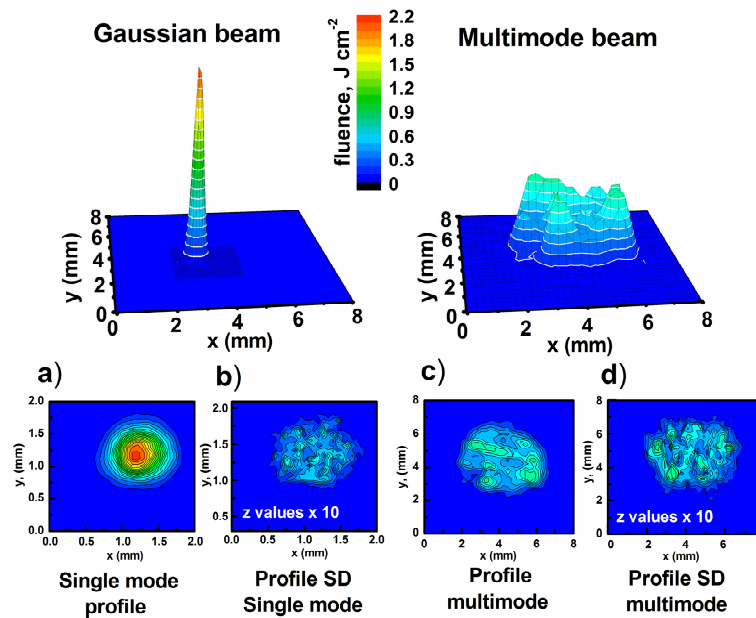 Gaussian beam
Multimode beam
fluence, J cm-2
2.2
1.8
1.5
1.2
0.9
0.6
0.3
0
8
6
4
2
0
y (mm)
0 2 4 6 8
x (mm)
8
6
4
2
0
y (mm)
0 2 4 6 8
x (mm)
a)
b)
c)
d)
2.0
1.5
1.0
0.5
0.0
y, (mm)
0.0 0.5 1.0 1.5 2.0
x (mm)
2.0
1.5
1.0
0.5
y, (mm)
z values x 10
0.0 0.5 1.0 1.5 2.0
x (mm)
8
6
4
2
0
y, (mm)
0 2 4 6 8
x (mm)
8
6
4
2
0
y, (mm)
z values x 10
2 4 6
x (mm)
Single mode
profile
Profile SD
Single mode
Profile
multimode
Profile SD
multimode